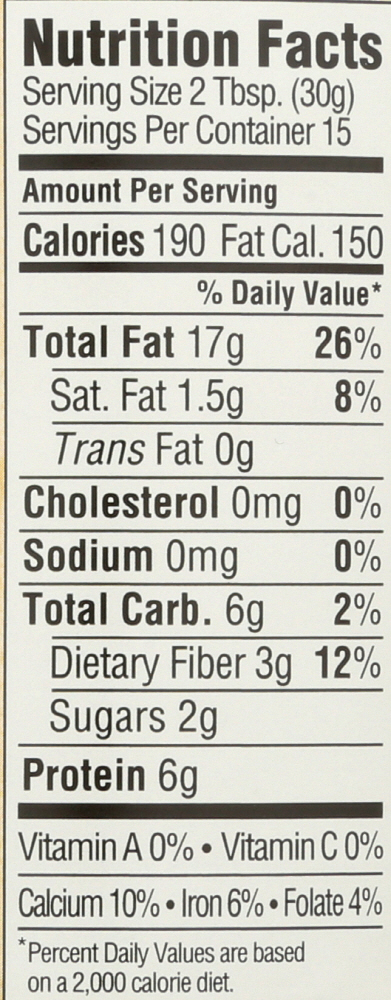 Nutrition Facts
Serving Size 2 Tbsp. (30g)
Servings Per Container 15
Amount Per Serving
Calories 190 Fat Cal. 150
% Daily Value*
Total Fat 17g 26%
Sat. Fat 1.5g 8%
Trans Fat 0g
Cholesterol 0mg 0%
Sodium 0mg 0%
Total Carb. 6g 2%
Dietary Fiber 3g 12%
Sugars 2g
Protein 6g
Vitamin A 0% • Vitamin C 0%
Calcium 10% • Iron 6% • Folate 4%
*Percent Daily Values are based
on a 2,000 calorie diet.